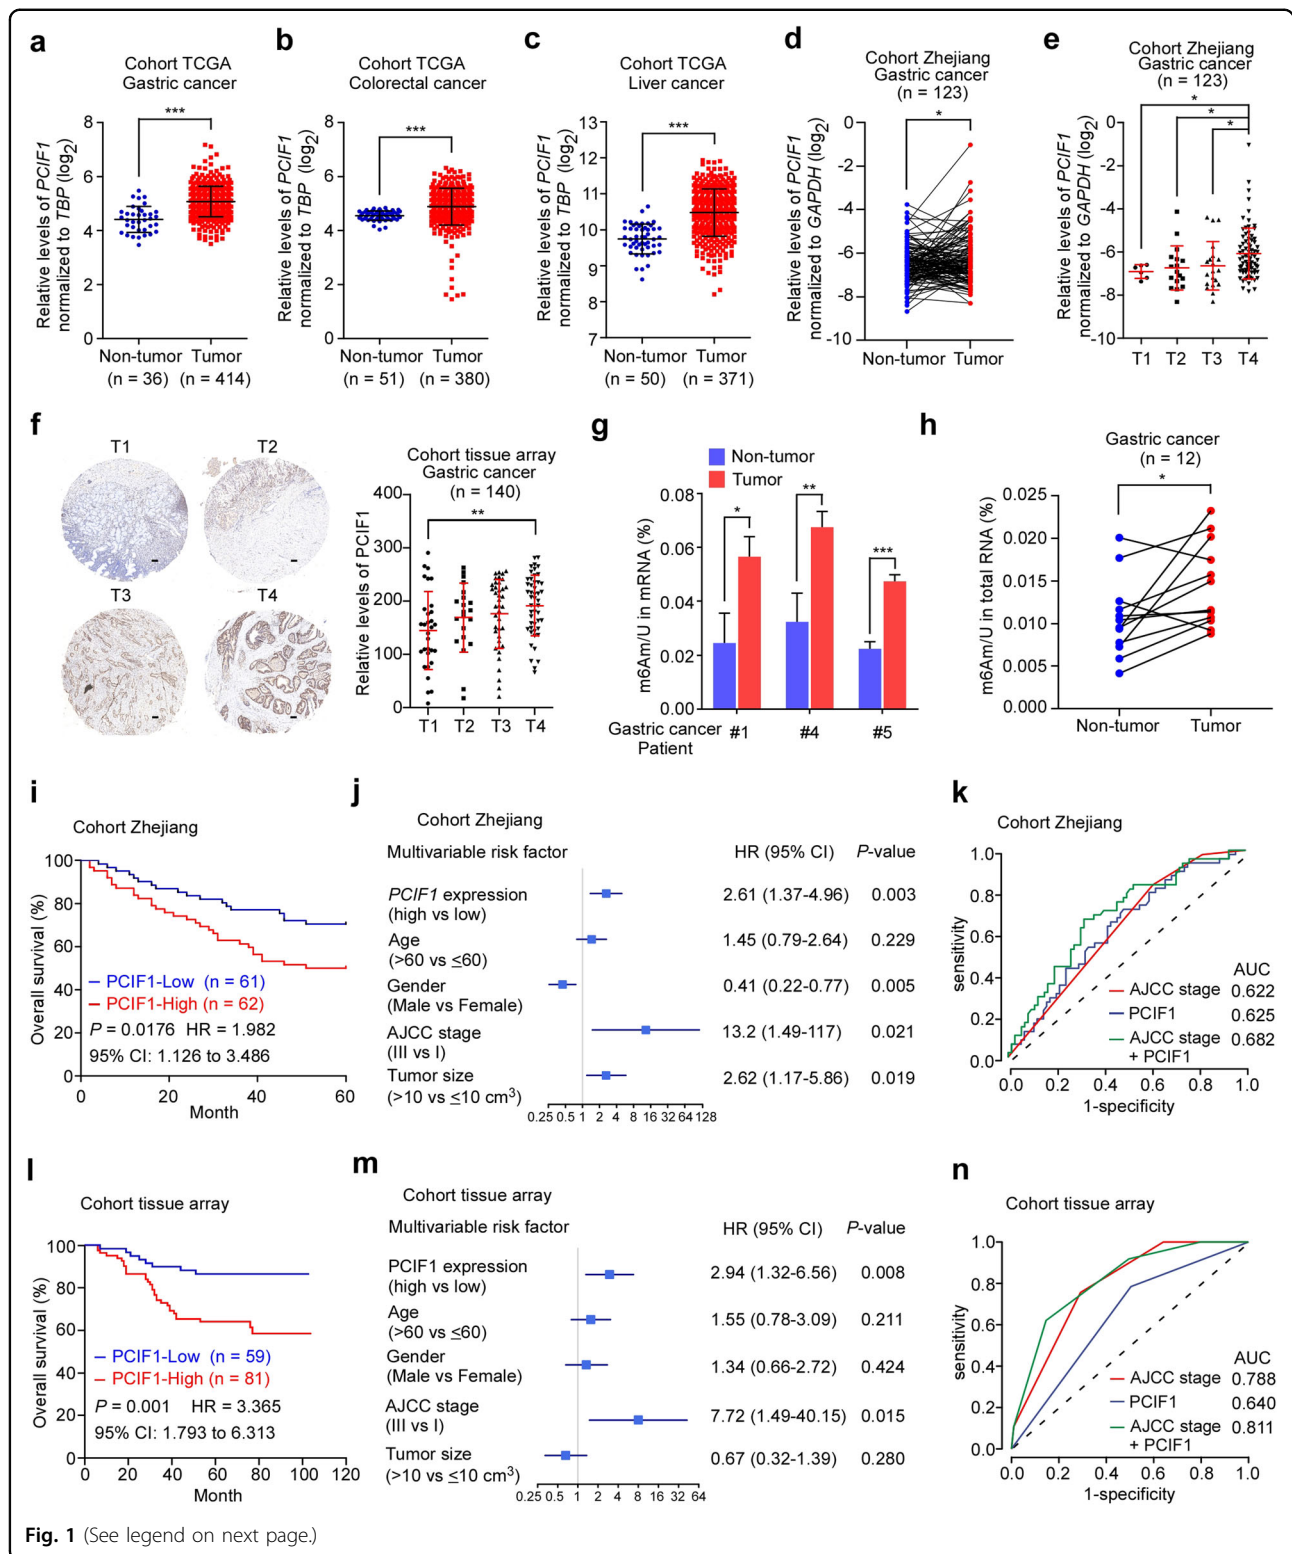 a
Cohort TCGA
Gastric cancer
***
Relative levels of PCIF1
normalized to TBP (log2)
8
6
4
2
0
Non-tumor Tumor
(n = 36) (n = 414)
b
Cohort TCGA
Colorectal cancer
***
Relative levels of PCIF1
normalized to TBP (log2)
8
6
4
2
0
Non-tumor Tumor
(n = 51) (n = 380)
c
Cohort TCGA
Liver cancer
***
Relative levels of PCIF1
normalized to TBP (log2)
13
12
11
10
9
8
7
Non-tumor Tumor
(n = 50) (n = 371)
d
Cohort Zhejiang
Gastric cancer
(n = 123)
*
Relative levels of PCIF1
normalized to GAPDH (log2)
0
-2
-4
-6
-8
-10
Non-tumor Tumor
e
Cohort Zhejiang
Gastric cancer
(n = 123)
*
*
*
Relative levels of PCIF1
normalized to GAPDH (log2)
0
-2
-4
-6
-8
-10
T1 T2 T3 T4
f
T1 T2
T3 T4
Cohort tissue array
Gastric cancer
(n = 140)
**
Relative levels of PCIF1
400
300
200
100
0
T1 T2 T3 T4
g
Non-tumor
Tumor
* ** ***
m6Am/U in mRNA (%)
0.08
0.06
0.04
0.02
0.00
Gastric cancer
Patient
#1 #4 #5
h
Gastric cancer
(n = 12)
*
m6Am/U in total RNA (%)
0.025
0.020
0.015
0.010
0.005
0.000
Non-tumor Tumor
i
Cohort Zhejiang
Overall survival (%)
100
80
60
40
20
0
PCIF1-Low (n = 61)
PCIF1-High (n = 62)
P = 0.0176 HR = 1.982
95% CI: 1.126 to 3.486
0 20 40 60
Month
j
Cohort Zhejiang
Multivariable risk factor HR (95% CI) P-value
PCIF1 expression
(high vs low)
2.61 (1.37-4.96) 0.003
Age
(>60 vs ≤60)
1.45 (0.79-2.64) 0.229
Gender
(Male vs Female)
0.41 (0.22-0.77) 0.005
AJCC stage
(III vs I)
13.2 (1.49-117) 0.021
Tumor size
(>10 vs ≤10 cm3)
2.62 (1.17-5.86) 0.019
0.25 0.5 1 2 4 8 16 32 64 128
k
Cohort Zhejiang
sensitivity
1.0
0.8
0.6
0.4
0.2
0.0
AUC
AJCC stage 0.622
PCIF1 0.625
AJCC stage
+ PCIF1
0.682
0.0 0.2 0.4 0.6 0.8 1.0
1-specificity
l
Cohort tissue array
Overall survival (%)
100
80
60
40
20
0
PCIF1-Low (n = 59)
PCIF1-High (n = 81)
P = 0.001 HR = 3.365
95% CI: 1.793 to 6.313
0 20 40 60 80 100 120
Month
m
Cohort tissue array
Multivariable risk factor HR (95% CI) P-value
PCIF1 expression
(high vs low)
2.94 (1.32-6.56) 0.008
Age
(>60 vs ≤60)
1.55 (0.78-3.09) 0.211
Gender
(Male vs Female)
1.34 (0.66-2.72) 0.424
AJCC stage
(III vs I)
7.72 (1.49-40.15) 0.015
Tumor size
(>10 vs ≤10 cm3)
0.67 (0.32-1.39) 0.280
0.25 0.5 1 2 4 8 16 32 64
n
Cohort tissue array
sensitivity
1.0
0.8
0.6
0.4
0.2
0.0
AUC
AJCC stage 0.788
PCIF1 0.640
AJCC stage
+ PCIF1
0.811
0.0 0.2 0.4 0.6 0.8 1.0
1-specificity
Fig. 1 (See legend on next page.)